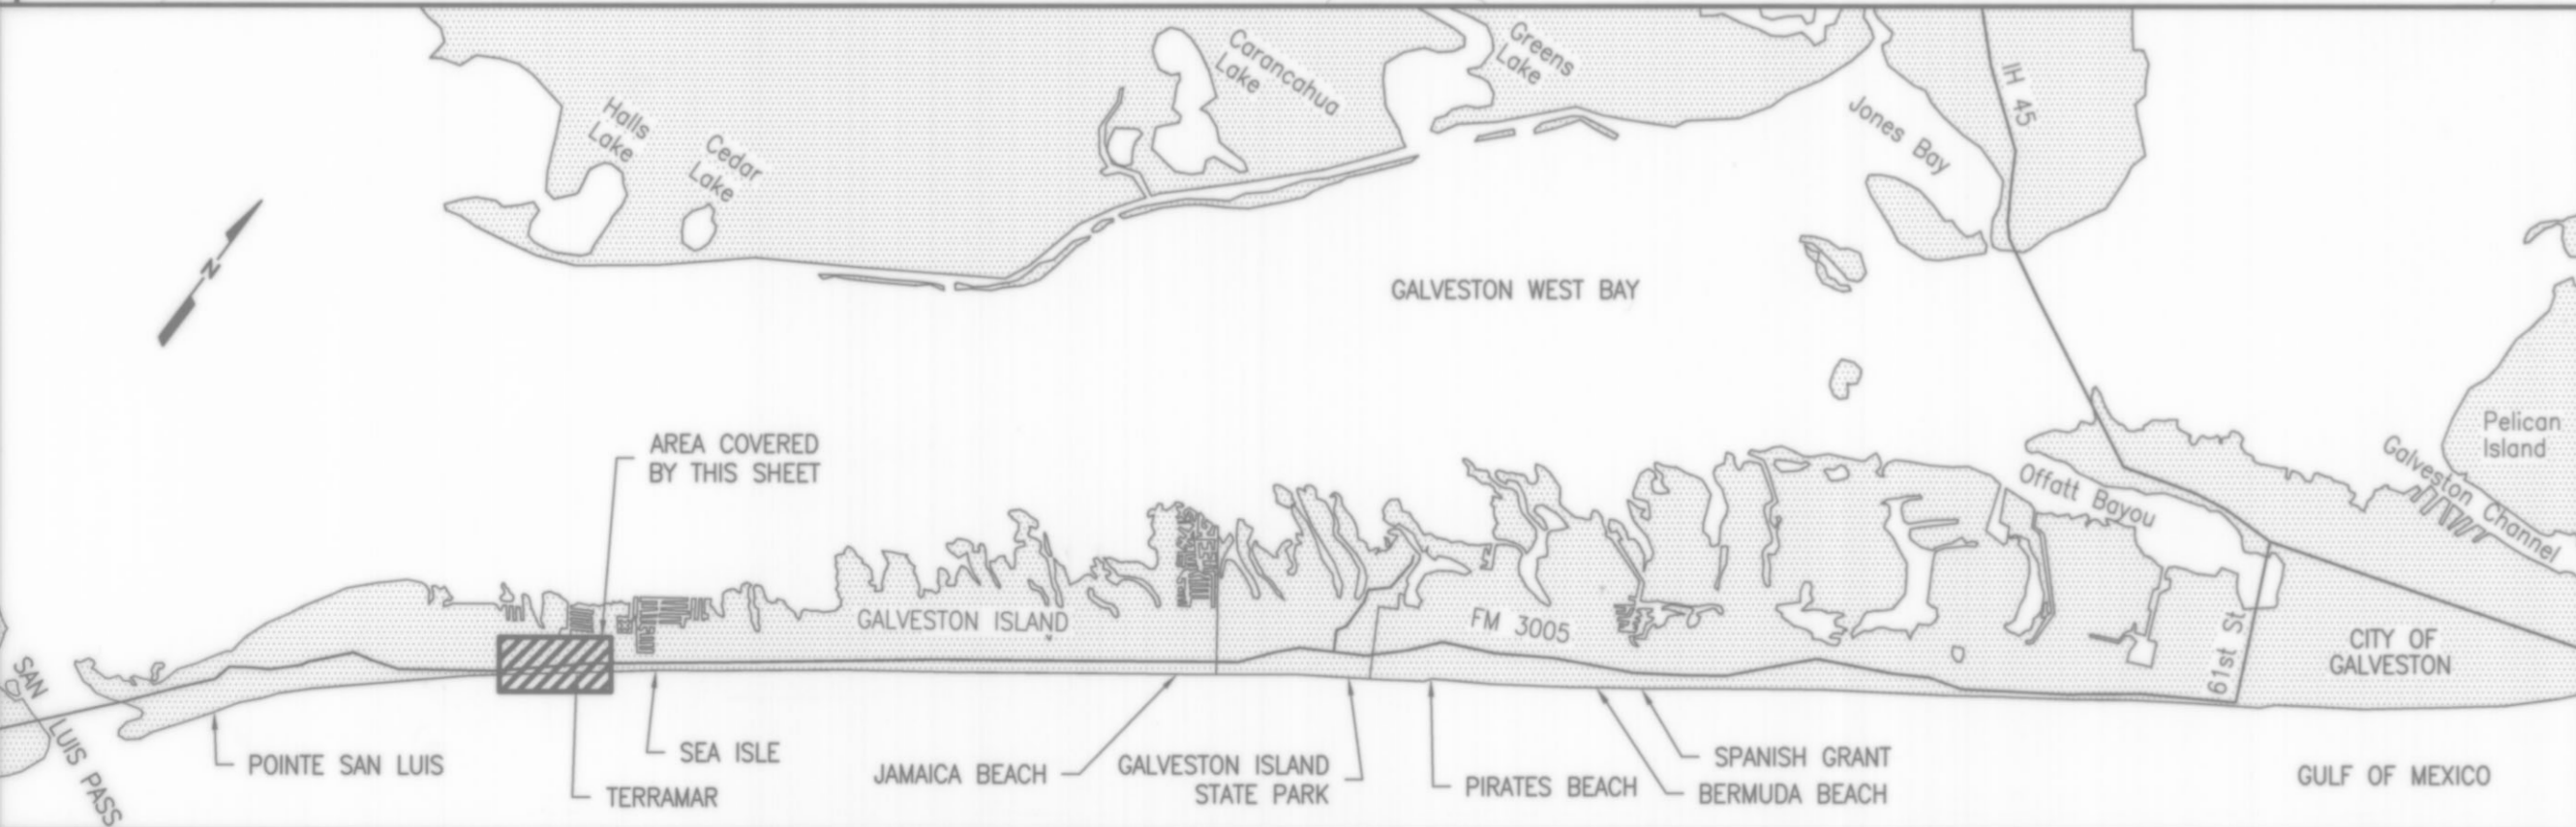 Carancahua
Lake
Greens
Lake
IH 45
Halls
Lake
Cedar
Lake
Jones Bay
N
GALVESTON WEST BAY
AREA COVERED
BY THIS SHEET
Pelican
Island
Galveston Channel
Offatt Bayou
GALVESTON ISLAND
FM 3005
61st St
CITY OF
GALVESTON
SAN
LUIS PASS
POINTE SAN LUIS
SEA ISLE
TERRAMAR
JAMAICA BEACH
GALVESTON ISLAND
STATE PARK
PIRATES BEACH
SPANISH GRANT
BERMUDA BEACH
GULF OF MEXICO